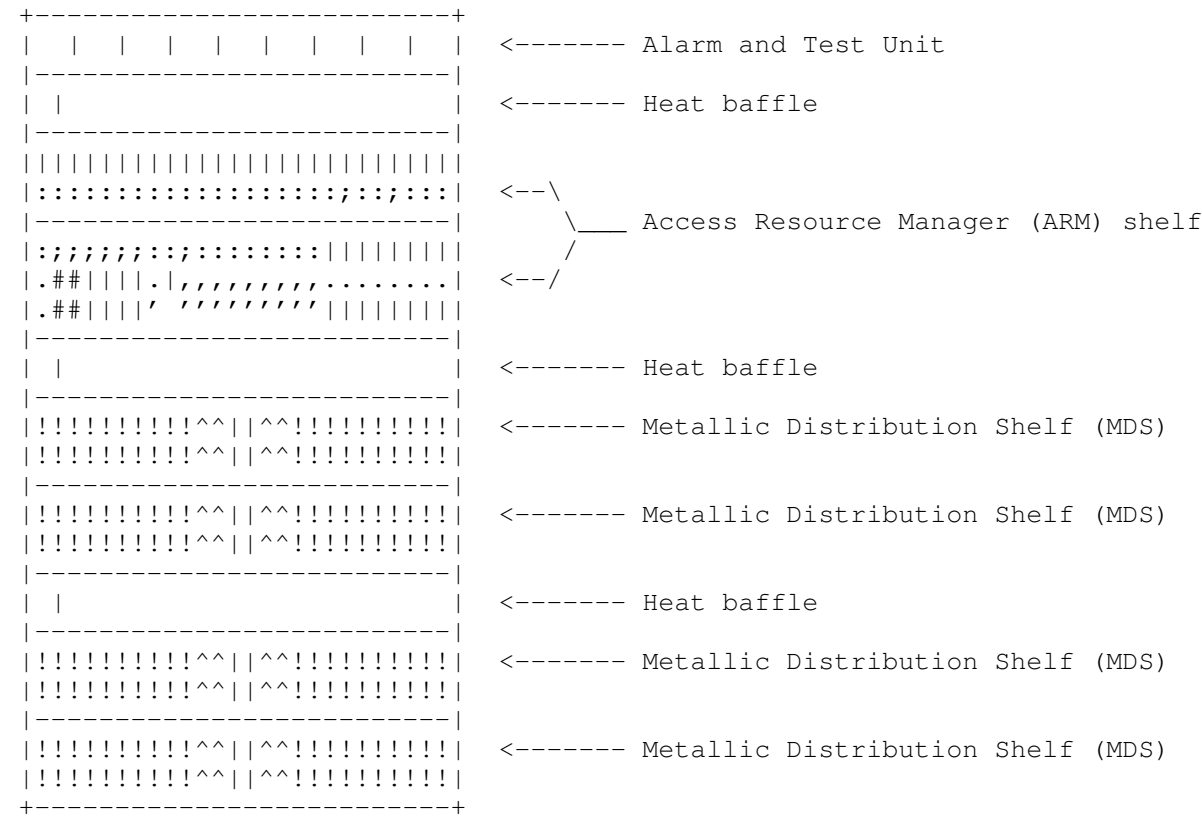 Alarm and Test Unit
Heat baffle
Access Resource Manager (ARM) shelf
Heat baffle
Metallic Distribution Shelf (MDS)
Metallic Distribution Shelf (MDS)
Heat baffle
Metallic Distribution Shelf (MDS)
Metallic Distribution Shelf (MDS)